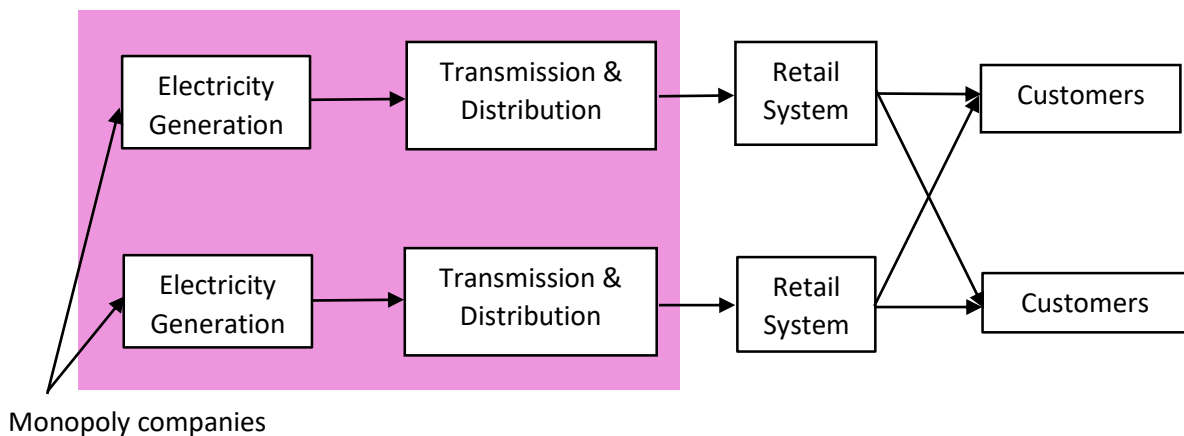 Electricity
Generation
Transmission &
Distribution
Retail
System
Customers
Electricity
Generation
Transmission &
Distribution
Retail
System
Customers
Monopoly companies